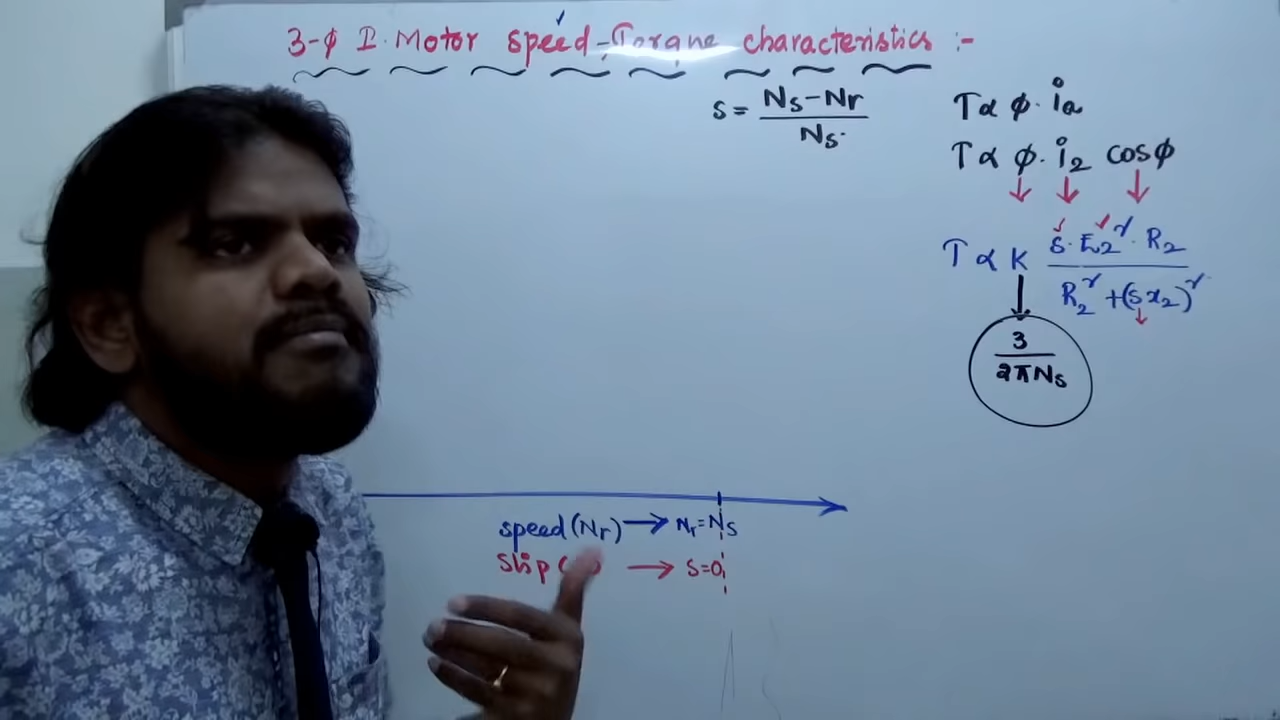 3-ϕ I. Motor speed-Torque characteristics :-
S = (Ns-Nr)/Ns.
T∝ ϕ. ia
T∝ ϕ. i2 cosϕ
T ∝ K (S. E2². R2)/(R2² +(Sx2)²)
3/(2πNs)
speed(Nr) → Nr=Ns
Slip → S=0